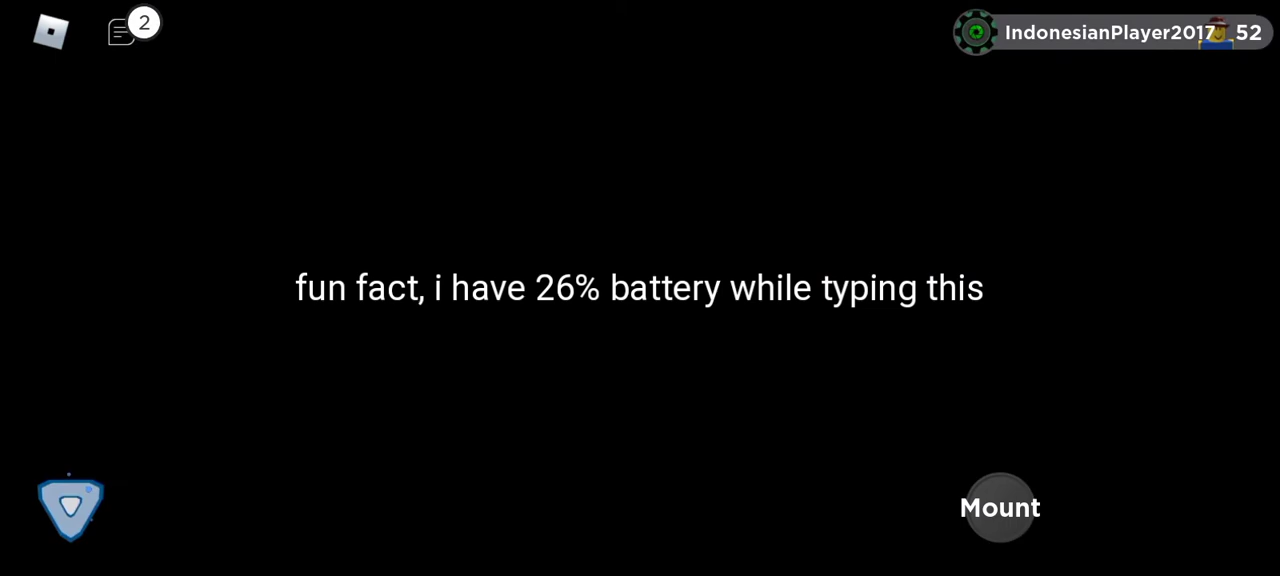 2
IndonesianPlayer2017 52
fun fact, i have 26% battery while typing this
Mount